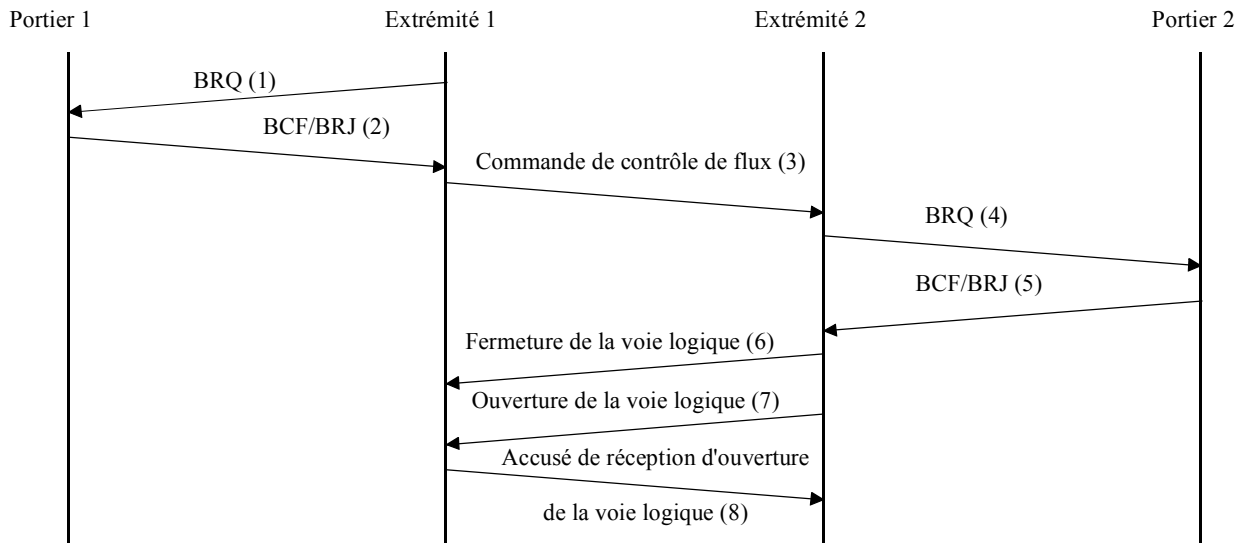 Portier 1
Extrémité 1
Extrémité 2
Portier 2
BRQ (1)
BCF/BRJ (2)
Commande de contrôle de flux (3)
BRQ (4)
BCF/BRJ (5)
Fermeture de la voie logique (6)
Ouverture de la voie logique (7)
Accusé de réception d'ouverture
de la voie logique (8)